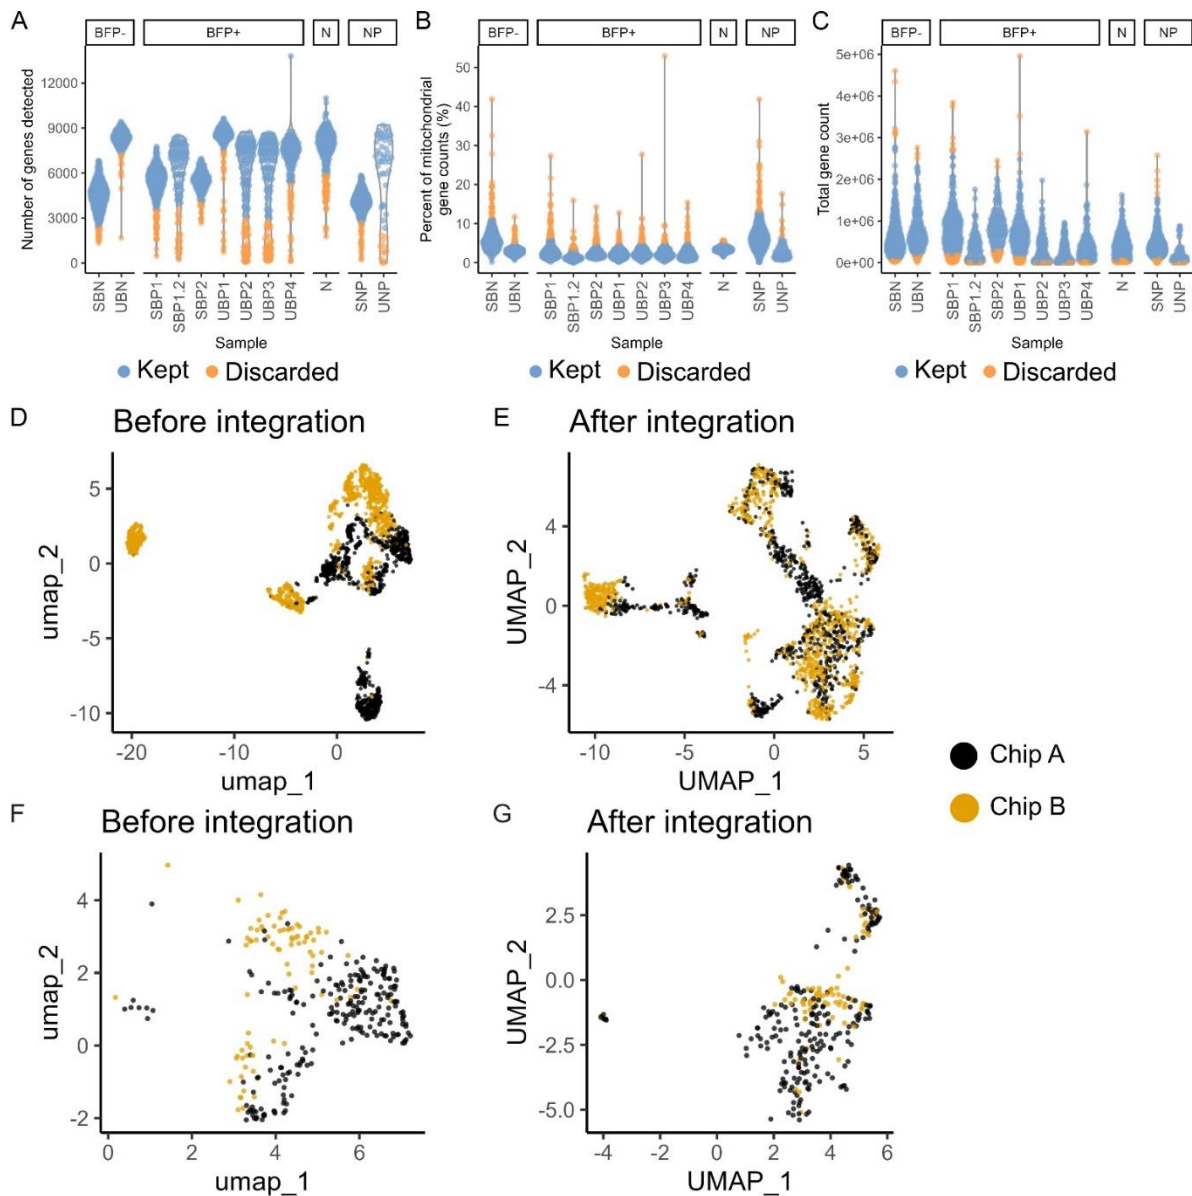 A
B
C
BFP-
BFP+
N
NP
BFP-
BFP+
N
NP
BFP-
BFP+
N
NP
Number of genes detected
12000
9000
6000
3000
0
SBN
UBN
SBP1
SBP1.2
SBP2
UBP1
UBP2
UBP3
UBP4
N
SNP
UNP
Sample
Kept
Discarded
Percent of mitochondrial
gene counts (%)
50
40
30
20
10
0
SBN
UBN
SBP1
SBP1.2
SBP2
UBP1
UBP2
UBP3
UBP4
N
SNP
UNP
Sample
Kept
Discarded
Total gene count
5e+06
4e+06
3e+06
2e+06
1e+06
0e+00
SBN
UBN
SBP1
SBP1.2
SBP2
UBP1
UBP2
UBP3
UBP4
N
SNP
UNP
Sample
Kept
Discarded
D
Before integration
umap_2
5
0
-5
-10
-20
-10
0
umap_1
E
After integration
UMAP_2
4
0
-4
-10
-5
0
5
UMAP_1
Chip A
Chip B
F
Before integration
umap_2
4
2
0
-2
0
2
4
6
umap_1
G
After integration
UMAP_2
2.5
0.0
-2.5
-5.0
-4
-2
0
2
4
6
UMAP_1